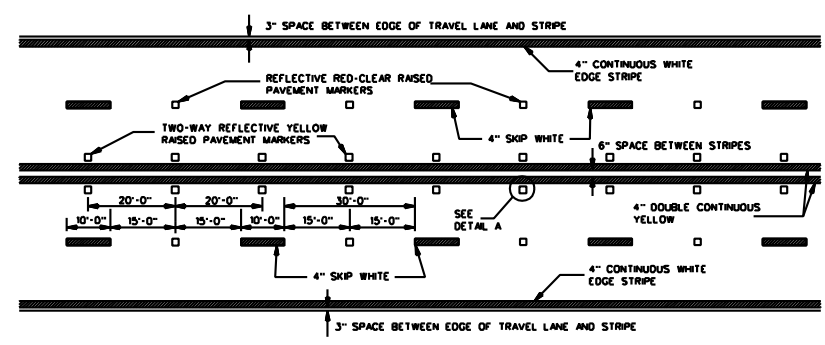 3" SPACE BETWEEN EDGE OF TRAVEL LANE AND STRIPE
4" CONTINUOUS WHITE
EDGE STRIPE
REFLECTIVE RED-CLEAR RAISED
PAVEMENT MARKERS
TWO-WAY REFLECTIVE YELLOW
RAISED PAVEMENT MARKERS
4" SKIP WHITE
6" SPACE BETWEEN STRIPES
20'-0"
20'-0"
30'-0"
10'-0"
15'-0"
15'-0"
10'-0"
15'-0"
15'-0"
SEE
DETAIL A
4" DOUBLE CONTINUOUS
YELLOW
4" SKIP WHITE
4" CONTINUOUS WHITE
EDGE STRIPE
3" SPACE BETWEEN EDGE OF TRAVEL LANE AND STRIPE